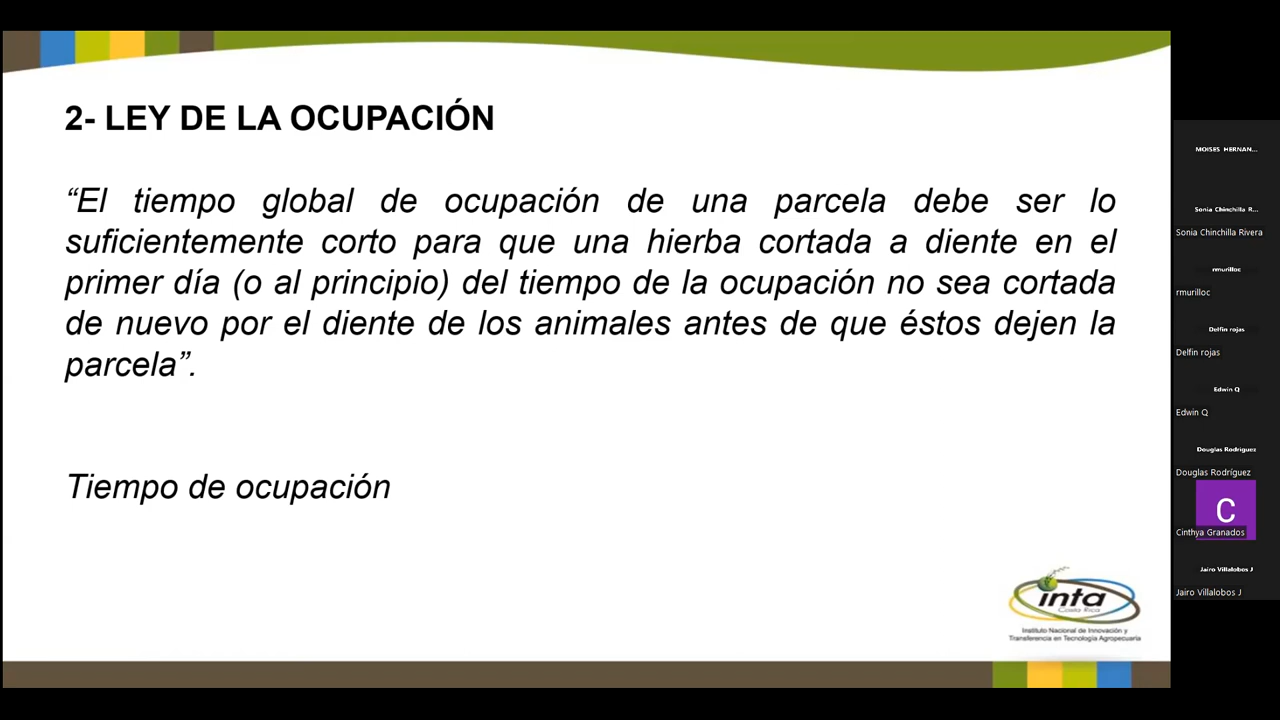 2- LEY DE LA OCUPACIÓN
“El tiempo global de ocupación de una parcela debe ser lo
suficientemente corto para que una hierba cortada a diente en el
primer día (o al principio) del tiempo de la ocupación no sea cortada
de nuevo por el diente de los animales antes de que éstos dejen la
parcela”.
Tiempo de ocupación
inta
Costa Rica
Instituto Nacional de Innovación y
Transferencia en Tecnología Agropecuaria
MOISES HERNAN...
Sonia Chinchilla R...
Sonia Chinchilla Rivera
rmurilloc
rmurilloc
Delfin rojas
Delfin rojas
Edwin Q
Edwin Q
Douglas Rodríguez
Douglas Rodríguez
C
Cinthya Granados
Jairo Villalobos J
Jairo Villalobos J